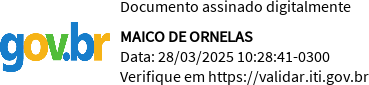 Documento assinado digitalmente
gov.br
MAICO DE ORNELAS
Data: 28/03/2025 10:28:41-0300
Verifique em https://validar.iti.gov.br